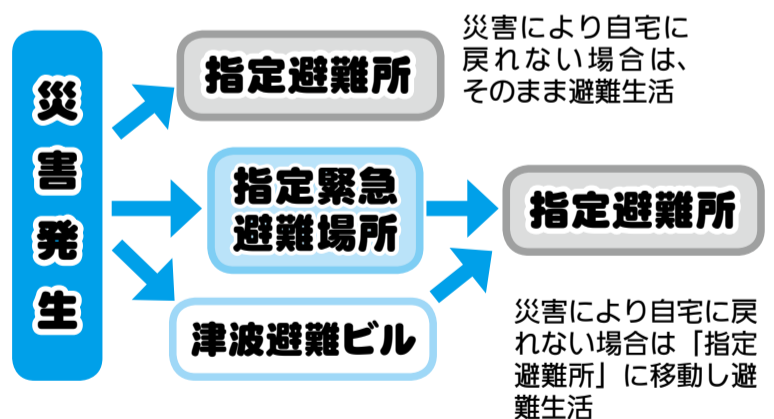 災害発生
指定避難所
災害により自宅に
戻れない場合は、
そのまま避難生活
指定緊急
避難場所
津波避難ビル
指定避難所
災害により自宅に戻
れない場合は「指定
避難所」に移動し避
難生活